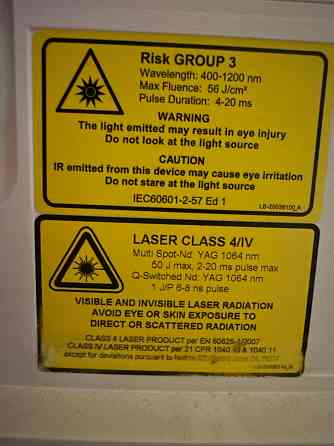 Risk GROUP 3
Wavelength: 400-1200 nm
Max Fluence: 56 J/cm²
Pulse Duration: 4-20 ms
WARNING
The light emitted may result in eye injury
Do not look at the light source
CAUTION
IR emitted from this device may cause eye irritation
Do not stare at the light source
IEC60601-2-57 Ed 1
LASER CLASS 4/IV
Multi Spot-Nd: YAG 1064 nm
50 J max, 2-20 ms pulse max
Q-Switched Nd: YAG 1064 nm
1 J/P 6-8 ns pulse
VISIBLE AND INVISIBLE LASER RADIATION
AVOID EYE OR SKIN EXPOSURE TO
DIRECT OR SCATTERED RADIATION
CLASS 4 LASER PRODUCT per EN 60825-1/2007
CLASS IV LASER PRODUCT per 21 CFR 1040.10 & 1040.11
except for deviations pursuant to